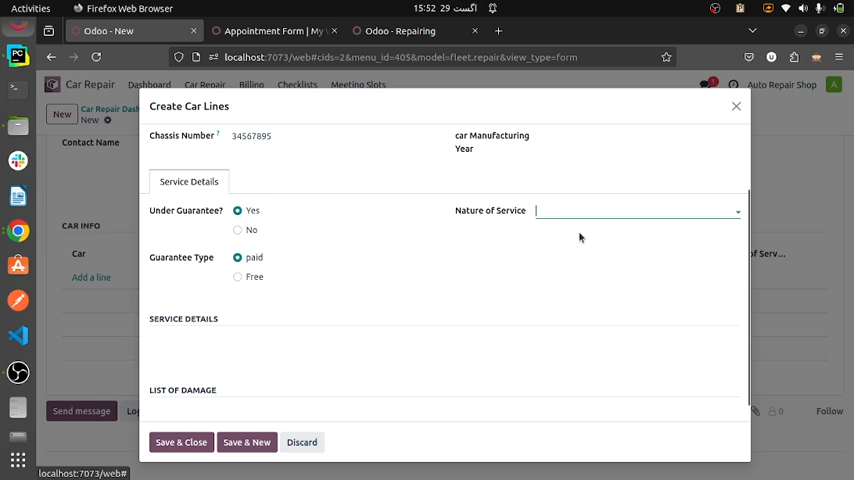 Activities
Firefox Web Browser
15:52 29 اگست
Odoo - New
Appointment Form | My
Odoo - Repairing
localhost:7073/web#cids=2&menu_id=405&model=fleet.repair&view_type=form
Car Repair
Dashboard
Car Repair
Billing
Checklists
Meeting Slots
1
Auto Repair Shop
A
New
Car Repair Dash
New
Contact Name
CAR INFO
Car
of Serv...
Add a line
Send message
0
Follow
Create Car Lines
Chassis Number ?
34567895
car Manufacturing
Year
Service Details
Under Guarantee?
Yes
Nature of Service
No
Guarantee Type
paid
Free
SERVICE DETAILS
LIST OF DAMAGE
Save & Close
Save & New
Discard
localhost:7073/web#